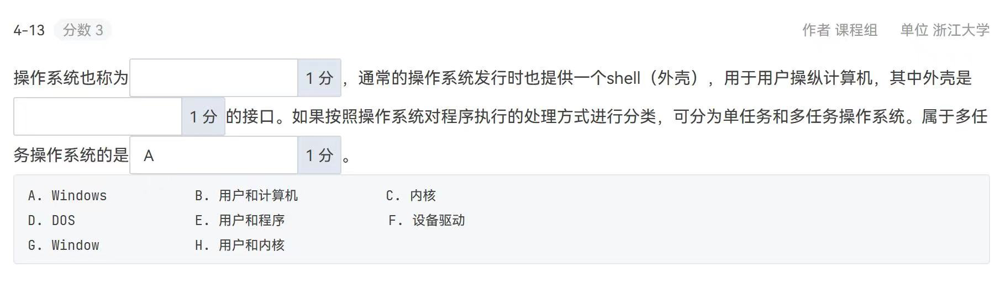 4-13 分数 3 作者 课程组 单位 浙江大学
操作系统也称为 1 分 ，通常的操作系统发行时也提供一个shell（外壳），用于用户操纵计算机，其中外壳是
1 分 的接口。如果按照操作系统对程序执行的处理方式进行分类，可分为单任务和多任务操作系统。属于多任
务操作系统的是 A 1 分 。
A. Windows B. 用户和计算机 C. 内核
D. DOS E. 用户和程序 F. 设备驱动
G. Window H. 用户和内核